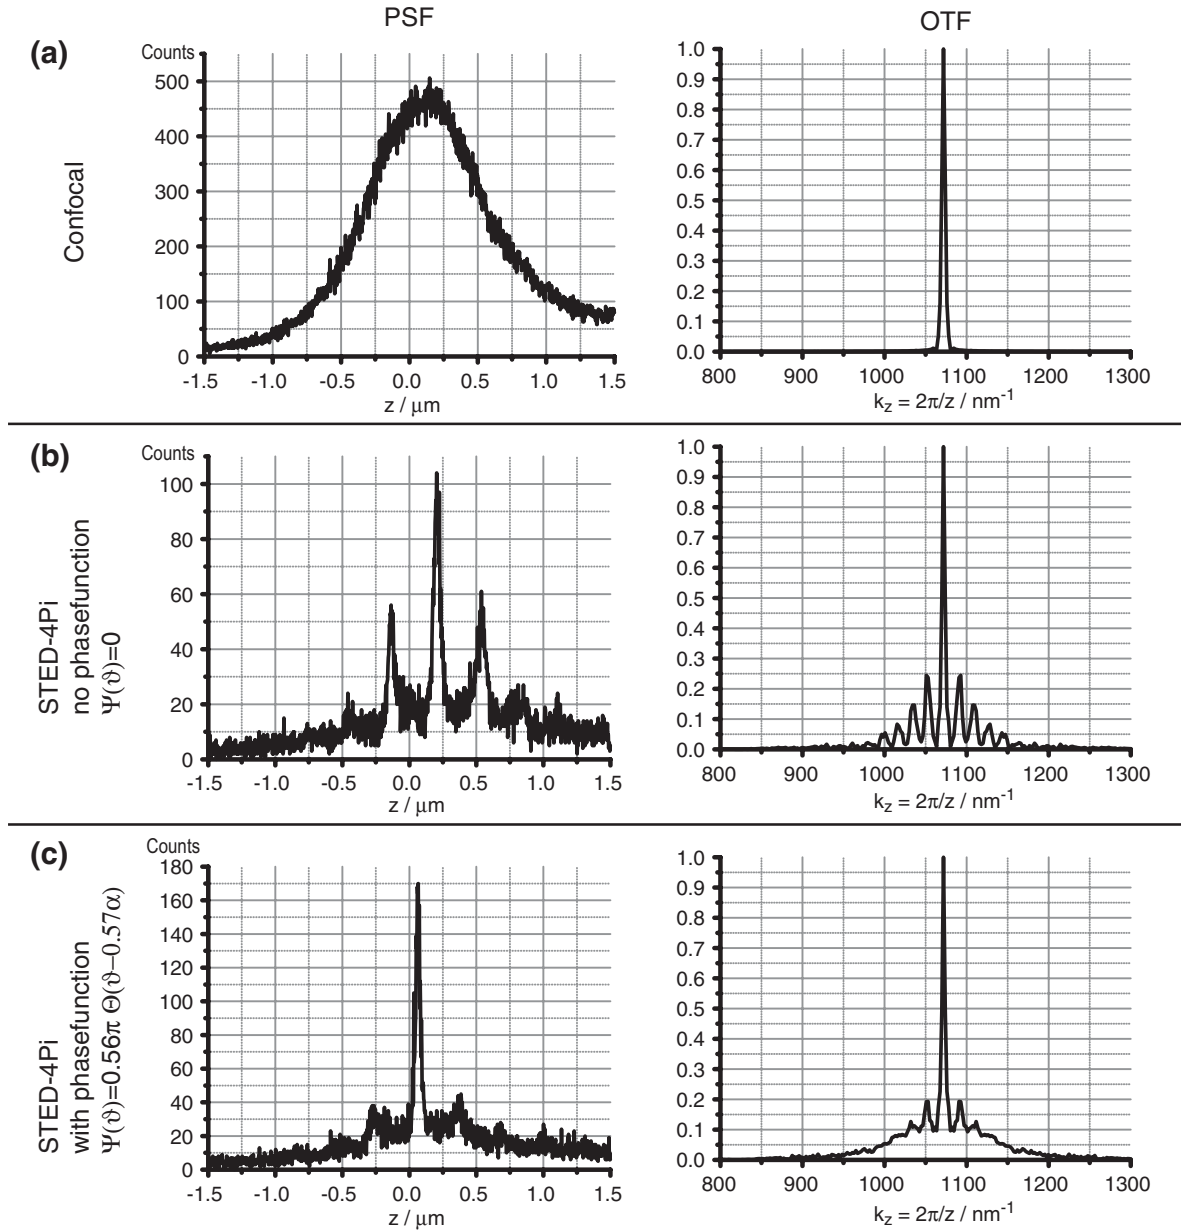 PSF
OTF
(a)
Confocal
Counts
500
400
300
200
100
0
-1.5 -1.0 -0.5 0.0 0.5 1.0 1.5
z / μm
1.0
0.9
0.8
0.7
0.6
0.5
0.4
0.3
0.2
0.1
0.0
800 900 1000 1100 1200 1300
k_z = 2π/z / nm⁻¹
(b)
STED-4Pi
no phasefunction
Ψ(ϑ)=0
Counts
100
80
60
40
20
0
-1.5 -1.0 -0.5 0.0 0.5 1.0 1.5
z / μm
1.0
0.9
0.8
0.7
0.6
0.5
0.4
0.3
0.2
0.1
0.0
800 900 1000 1100 1200 1300
k_z = 2π/z / nm⁻¹
(c)
STED-4Pi
with phasefunction
Ψ(ϑ)=0.56π Θ(ϑ−0.57α)
Counts
180
160
140
120
100
80
60
40
20
0
-1.5 -1.0 -0.5 0.0 0.5 1.0 1.5
z / μm
1.0
0.9
0.8
0.7
0.6
0.5
0.4
0.3
0.2
0.1
0.0
800 900 1000 1100 1200 1300
k_z = 2π/z / nm⁻¹